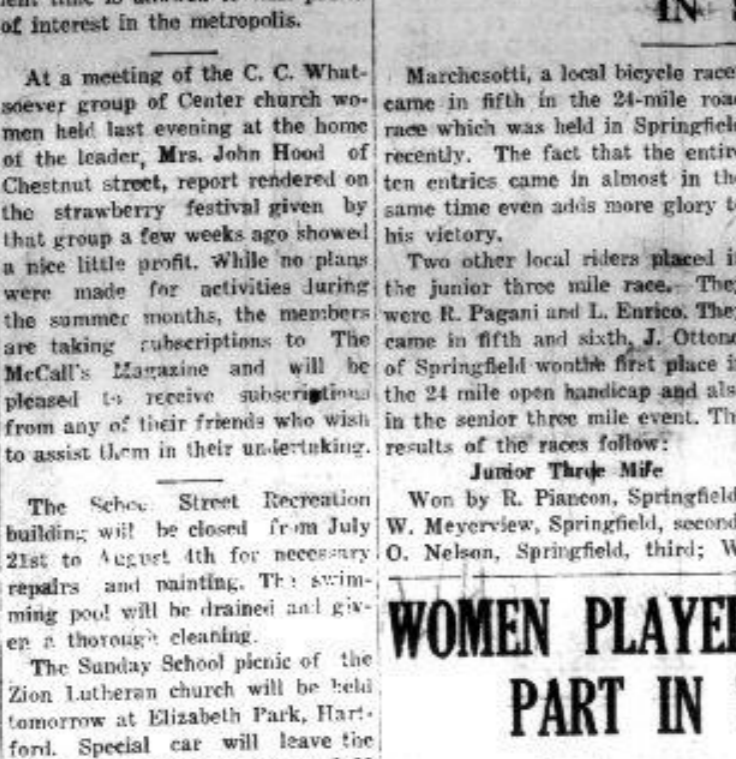 of interest in the metropolis.
At a meeting of the C. C. What-
soever group of Center church wo-
men held last evening at the home
of the leader, Mrs. John Hood of
Chestnut street, report rendered on
the strawberry festival given by
that group a few weeks ago showed
a nice little profit. While no plans
were made for activities during
the summer months, the members
are taking subscriptions to The
McCall's Magazine and will be
pleased to receive subscriptions
from any of their friends who wish
to assist them in their undertaking.
The School Street Recreation
building will be closed from July
21st to August 4th for necessary
repairs and painting. The swim-
ming pool will be drained and giv-
en a thorough cleaning.
The Sunday School picnic of the
Zion Lutheran church will be held
tomorrow at Elizabeth Park, Hart-
ford. Special car will leave the
IN
Marchesotti, a local bicycle race
came in fifth in the 24-mile road
race which was held in Springfield
recently. The fact that the entir
ten entries came in almost in th
same time even adds more glory t
his victory.
Two other local riders placed i
the junior three mile race. They
were R. Pagani and L. Enrico. They
came in fifth and sixth, J. Ottone
of Springfield wonthe first place i
the 24 mile open handicap and als
in the senior three mile event. Th
results of the races follow:
Junior Three Mile
Won by R. Piancon, Springfield
W. Meyerview, Springfield, second
O. Nelson, Springfield, third; W
WOMEN PLAYE
PART IN